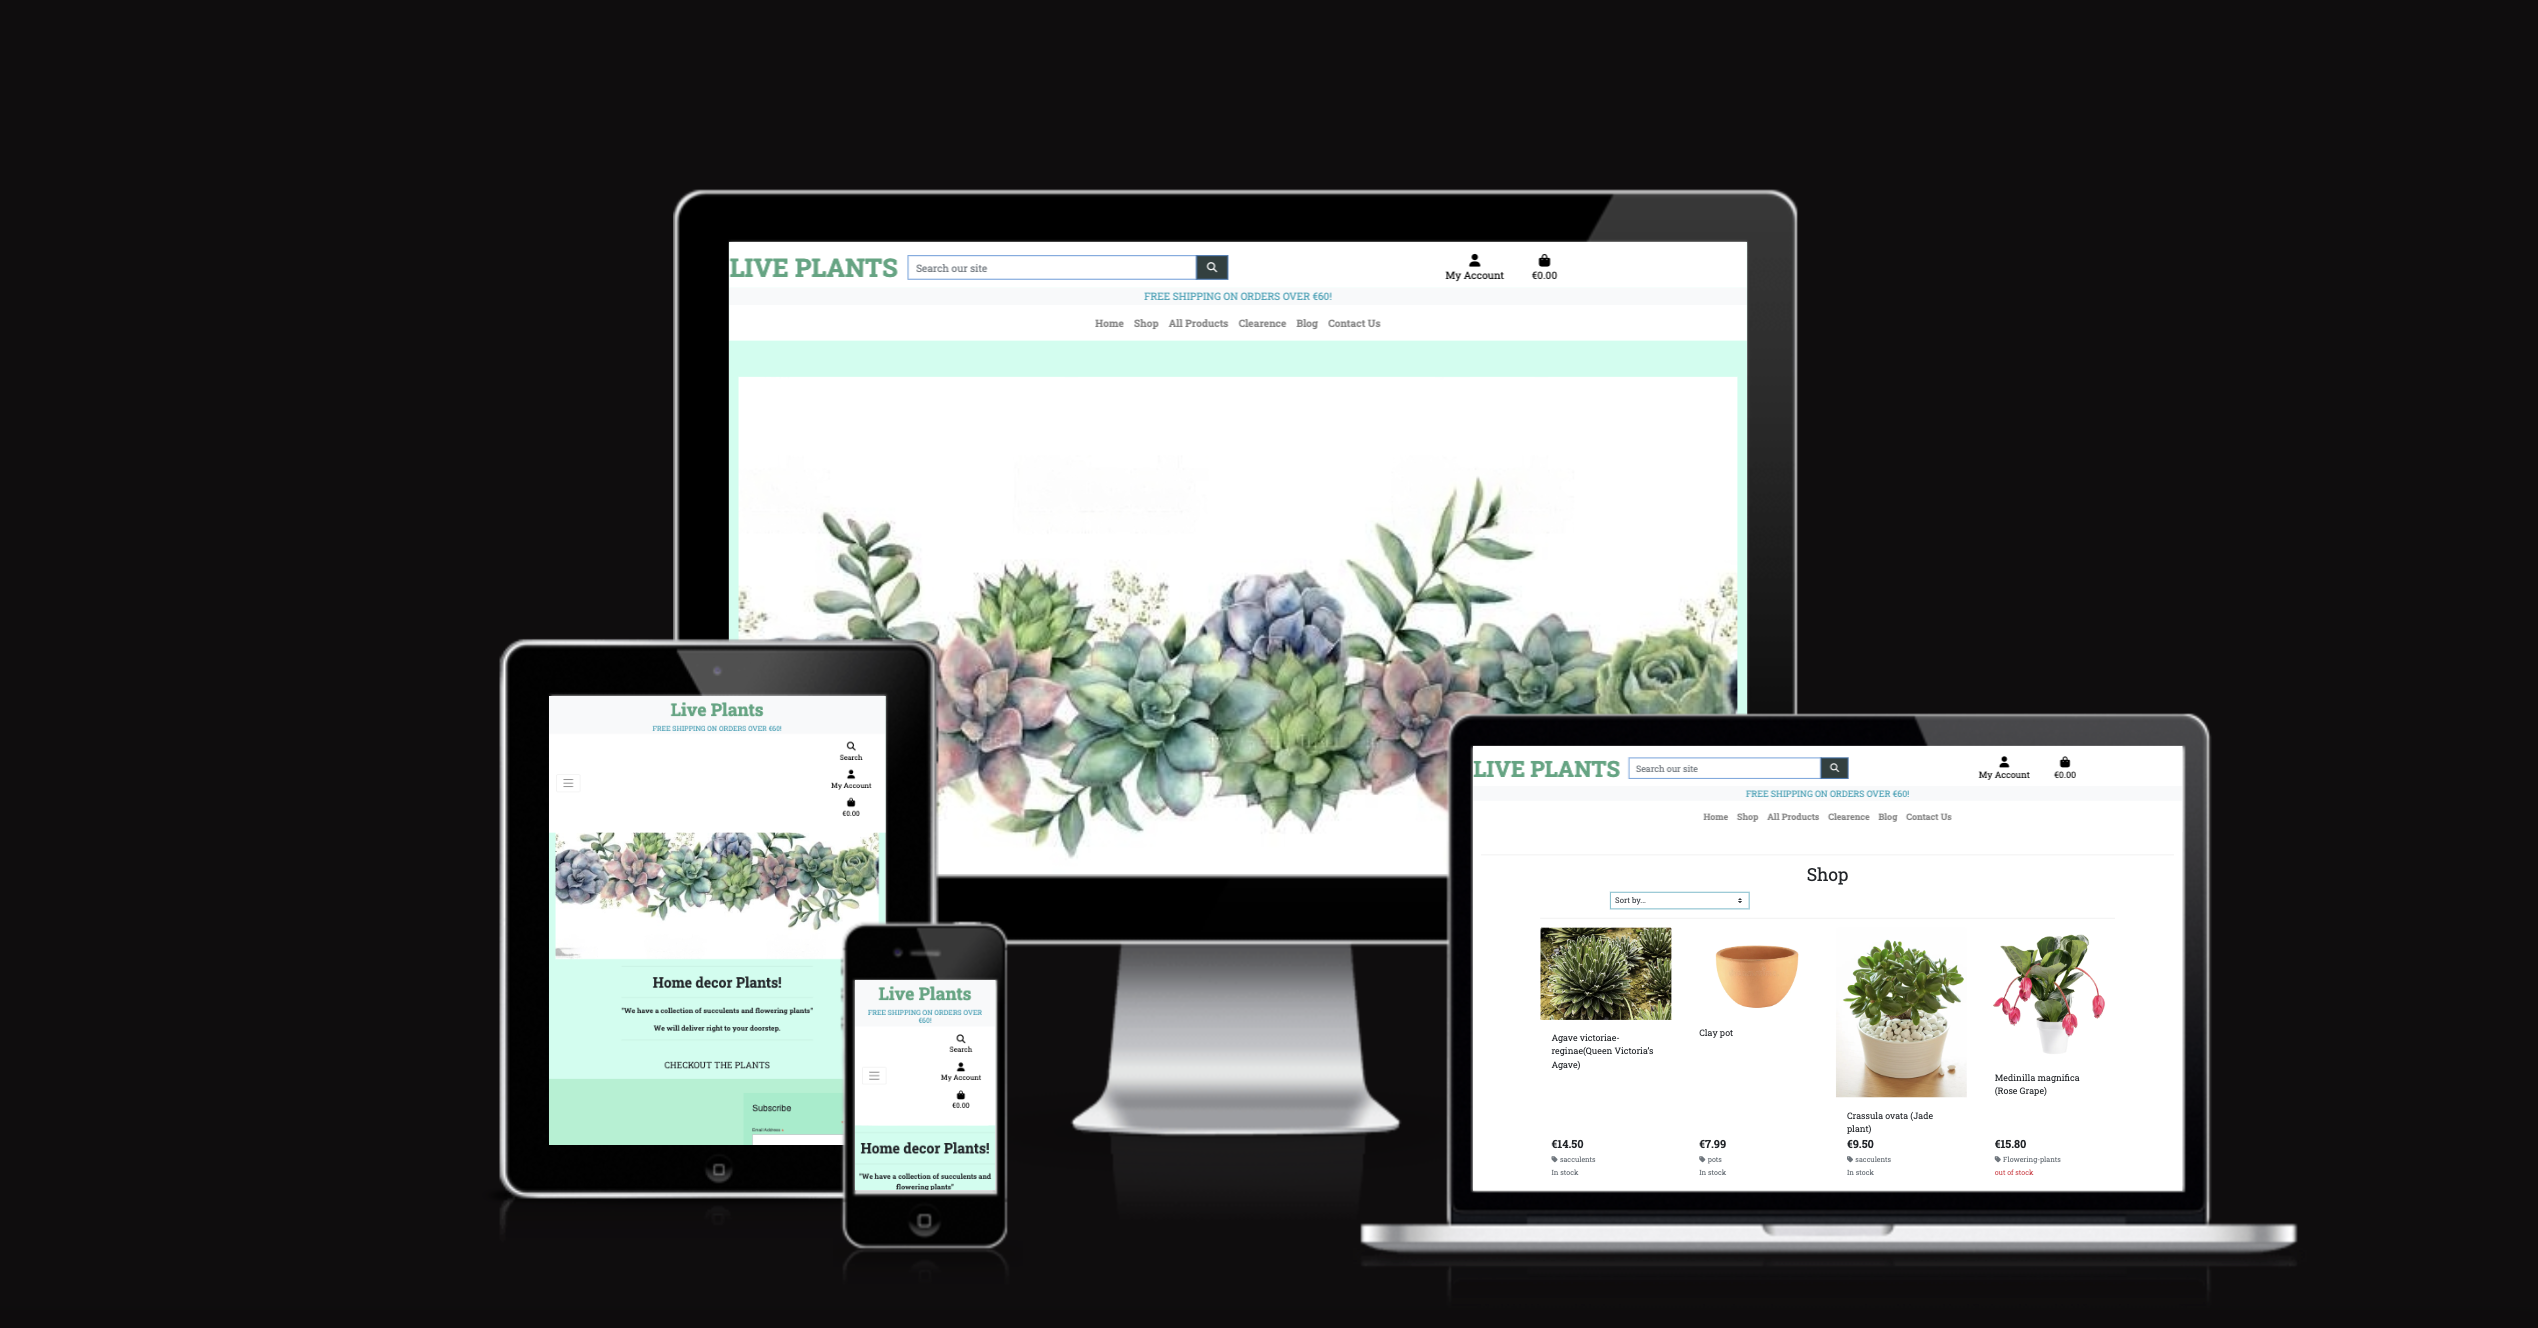 LIVE PLANTS
Search our site
My Account
€0.00
FREE SHIPPING ON ORDERS OVER €60!
Home Shop All Products Clearence Blog Contact Us
Live Plants
FREE SHIPPING ON ORDERS OVER €60!
Search
My Account
€0.00
Home decor Plants!
"We have a collection of succulents and flowering plants"
We will deliver right to your doorstep.
CHECKOUT THE PLANTS
Subscribe
Email Address *
Live Plants
FREE SHIPPING ON ORDERS OVER
€60!
Search
My Account
€0.00
Home decor Plants!
"We have a collection of succulents and
flowering plants"
LIVE PLANTS
Search our site
My Account
€0.00
FREE SHIPPING ON ORDERS OVER €60!
Home Shop All Products Clearence Blog Contact Us
Shop
Sort by...
Agave victoriae-
reginae(Queen Victoria's
Agave)
€14.50
sacculents
In stock
Clay pot
€7.99
pots
In stock
Crassula ovata (Jade
plant)
€9.50
sacculents
In stock
Medinilla magnifica
(Rose Grape)
€15.80
Flowering-plants
out of stock